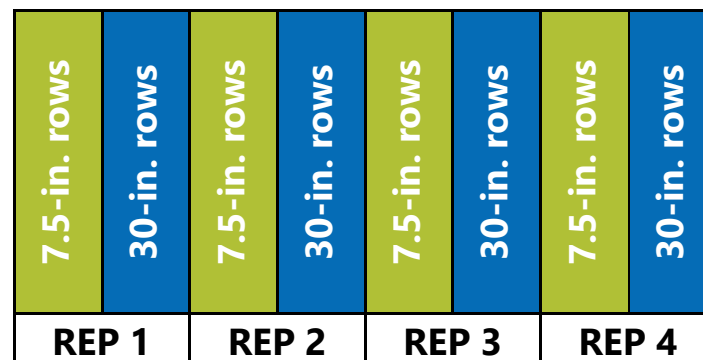 7.5-in. rows
30-in. rows
7.5-in. rows
30-in. rows
7.5-in. rows
30-in. rows
7.5-in. rows
30-in. rows
REP 1
REP 2
REP 3
REP 4